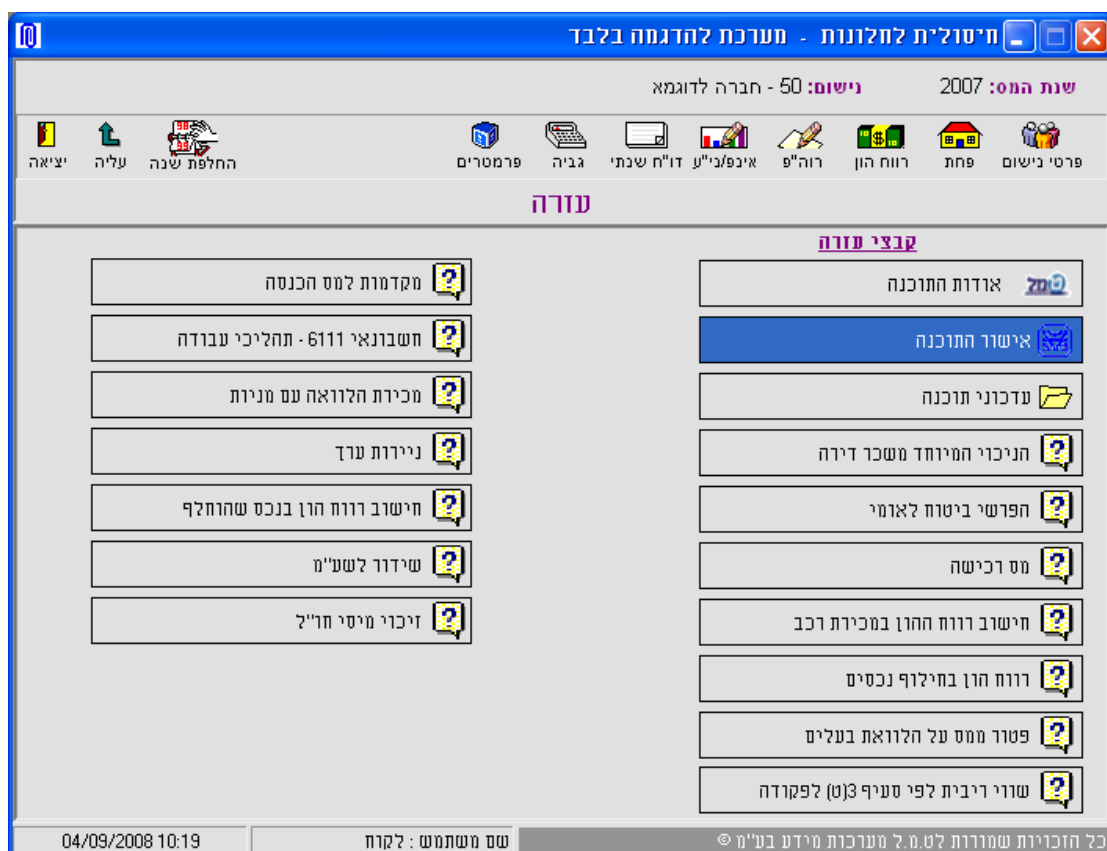 חיסולית לחלונות - מערכת להדגמה בלבד
שנת המס: 2007 נישום: 50 - חברה לדוגמא
פרטי נישום
פחת
רווח הון
רוה"פ
אינפ/ני"ע
דו"ח שנתי
גביה
פרמטרים
החלפת שנה
עליה
יציאה
עזרה
קבצי עזרה
טמל אודות התוכנה
אישור התוכנה
עדכוני תוכנה
הניכוי המיוחד משכר דירה
הפרשי ביטוח לאומי
מס רכישה
חישוב רווח ההון במכירת רכב
רווח הון בחילוף נכסים
פטור ממס על הלוואת בעלים
שווי ריבית לפי סעיף 3(ט) לפקודה
מקדמות למס הכנסה
חשבונאי 6111 - תהליכי עבודה
מכירת הלוואה עם מניות
ניירות ערך
חישוב רווח הון בנכס שהוחלף
שידור לשע''מ
זיכוי מיסי חו''ל
כל הזכויות שמורות לט.מ.ל מערכות מידע בע''מ ©
שם משתמש : לקוח
04/09/2008 10:19